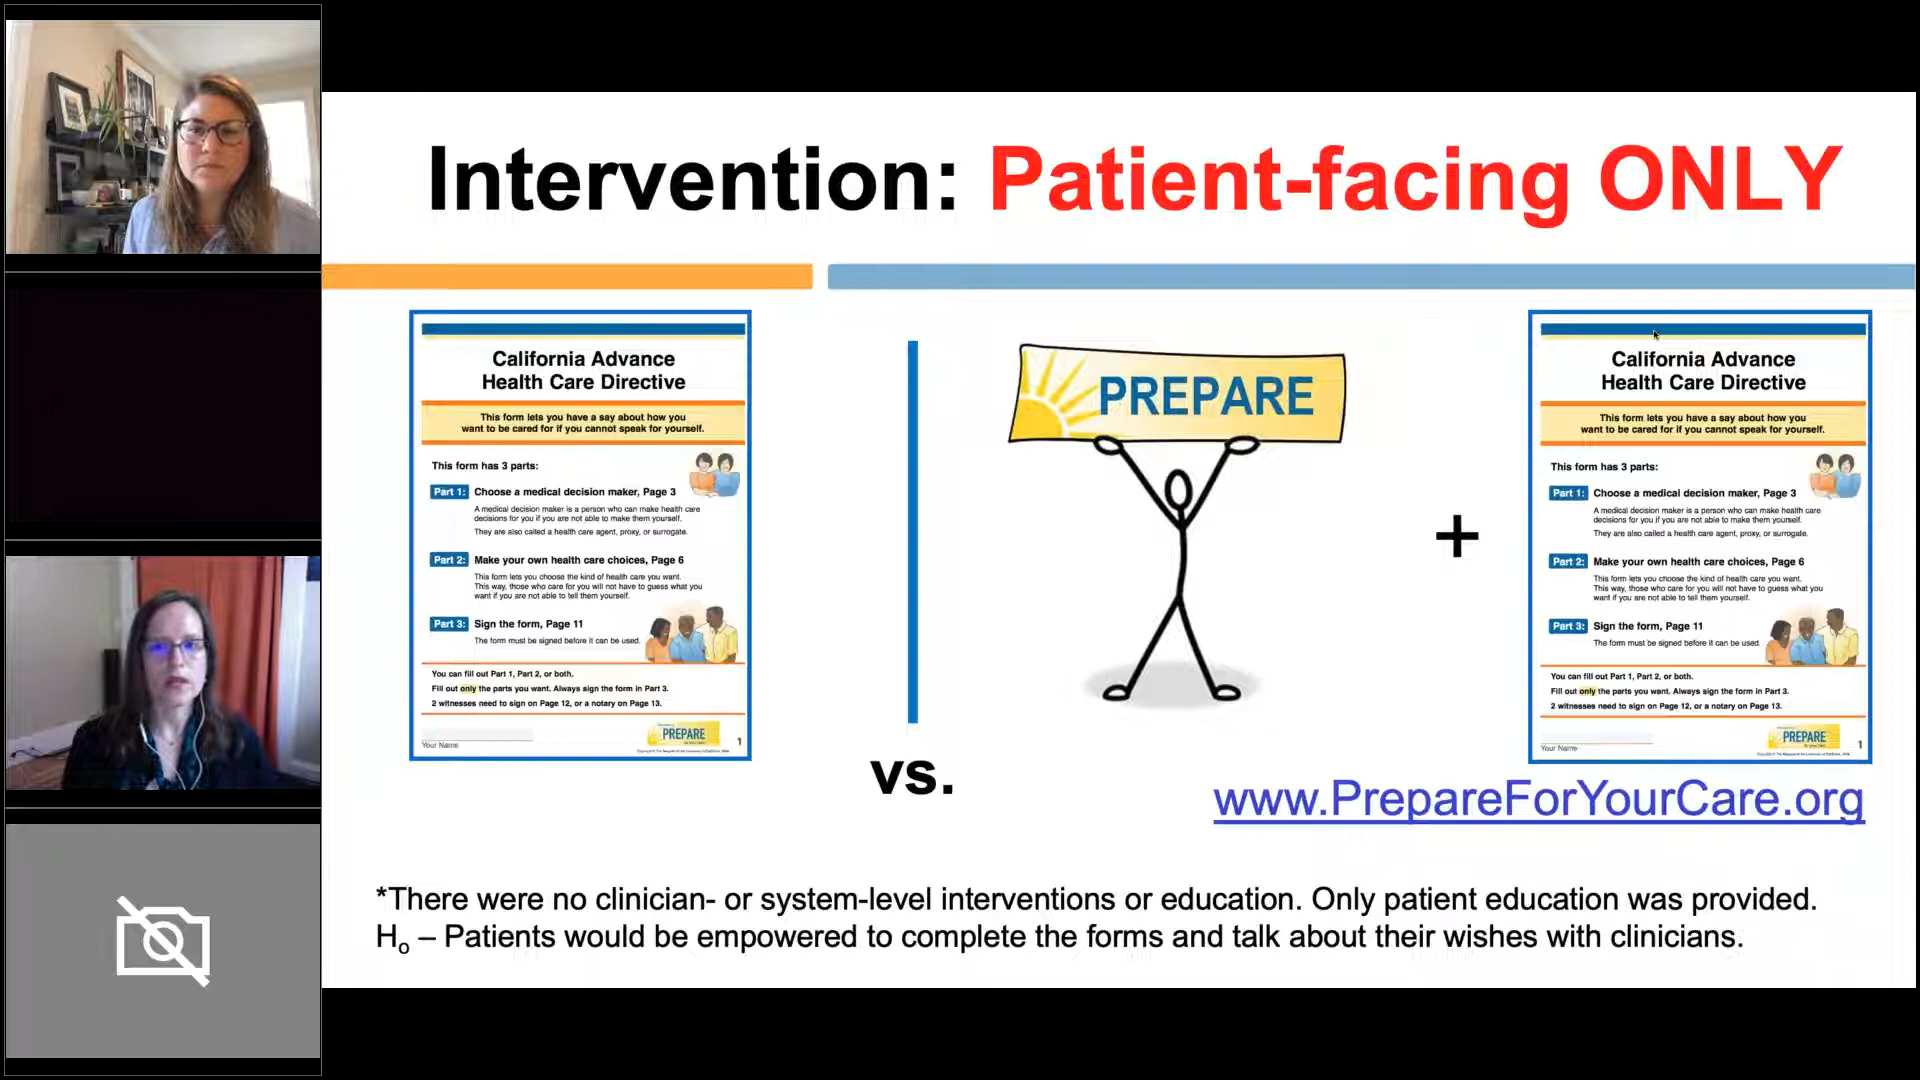 Intervention: Patient-facing ONLY
California Advance
Health Care Directive
This form lets you have a say about how you
want to be cared for if you cannot speak for yourself.
This form has 3 parts:
Part 1: Choose a medical decision maker, Page 3
A medical decision maker is a person who can make health care
decisions for you if you are not able to make them yourself.
They are also called a health care agent, proxy, or surrogate.
Part 2: Make your own health care choices, Page 6
This form lets you choose the kind of health care you want.
This way, those who care for you will not have to guess what you
want if you are not able to tell them yourself.
Part 3: Sign the form, Page 11
The form must be signed before it can be used.
You can fill out Part 1, Part 2, or both.
Fill out only the parts you want. Always sign the form in Part 3.
2 witnesses need to sign on Page 12, or a notary on Page 13.
Your Name
PREPARE
1
vs.
PREPARE
+
California Advance
Health Care Directive
This form lets you have a say about how you
want to be cared for if you cannot speak for yourself.
This form has 3 parts:
Part 1: Choose a medical decision maker, Page 3
A medical decision maker is a person who can make health care
decisions for you if you are not able to make them yourself.
They are also called a health care agent, proxy, or surrogate.
Part 2: Make your own health care choices, Page 6
This form lets you choose the kind of health care you want.
This way, those who care for you will not have to guess what you
want if you are not able to tell them yourself.
Part 3: Sign the form, Page 11
The form must be signed before it can be used.
You can fill out Part 1, Part 2, or both.
Fill out only the parts you want. Always sign the form in Part 3.
2 witnesses need to sign on Page 12, or a notary on Page 13.
Your Name
PREPARE
1
www.PrepareForYourCare.org
*There were no clinician- or system-level interventions or education. Only patient education was provided.
Ho – Patients would be empowered to complete the forms and talk about their wishes with clinicians.